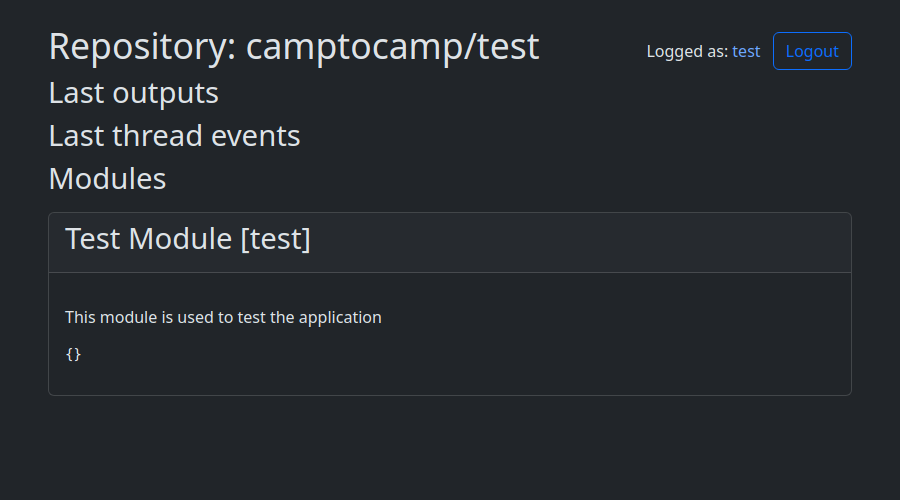 Repository: camptocamp/test
Logged as: test Logout
Last outputs
Last thread events
Modules
Test Module [test]
This module is used to test the application
{}